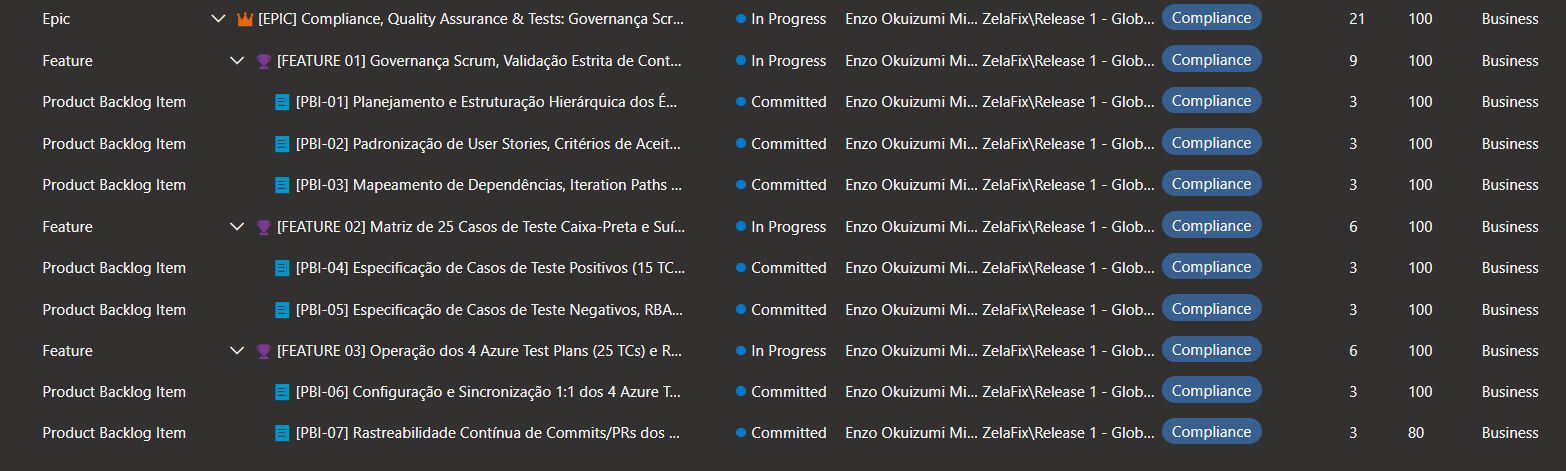 Epic [EPIC] Compliance, Quality Assurance & Tests: Governança Scr... In Progress Enzo Okuizumi Mi... ZelaFix\Release 1 - Glob... Compliance 21 100 Business
Feature [FEATURE 01] Governança Scrum, Validação Estrita de Cont... In Progress Enzo Okuizumi Mi... ZelaFix\Release 1 - Glob... Compliance 9 100 Business
Product Backlog Item [PBI-01] Planejamento e Estruturação Hierárquica dos É... Committed Enzo Okuizumi Mi... ZelaFix\Release 1 - Glob... Compliance 3 100 Business
Product Backlog Item [PBI-02] Padronização de User Stories, Critérios de Aceit... Committed Enzo Okuizumi Mi... ZelaFix\Release 1 - Glob... Compliance 3 100 Business
Product Backlog Item [PBI-03] Mapeamento de Dependências, Iteration Paths ... Committed Enzo Okuizumi Mi... ZelaFix\Release 1 - Glob... Compliance 3 100 Business
Feature [FEATURE 02] Matriz de 25 Casos de Teste Caixa-Preta e Suí... In Progress Enzo Okuizumi Mi... ZelaFix\Release 1 - Glob... Compliance 6 100 Business
Product Backlog Item [PBI-04] Especificação de Casos de Teste Positivos (15 TC... Committed Enzo Okuizumi Mi... ZelaFix\Release 1 - Glob... Compliance 3 100 Business
Product Backlog Item [PBI-05] Especificação de Casos de Teste Negativos, RBA... Committed Enzo Okuizumi Mi... ZelaFix\Release 1 - Glob... Compliance 3 100 Business
Feature [FEATURE 03] Operação dos 4 Azure Test Plans (25 TCs) e R... In Progress Enzo Okuizumi Mi... ZelaFix\Release 1 - Glob... Compliance 6 100 Business
Product Backlog Item [PBI-06] Configuração e Sincronização 1:1 dos 4 Azure T... Committed Enzo Okuizumi Mi... ZelaFix\Release 1 - Glob... Compliance 3 100 Business
Product Backlog Item [PBI-07] Rastreabilidade Contínua de Commits/PRs dos ... Committed Enzo Okuizumi Mi... ZelaFix\Release 1 - Glob... Compliance 3 80 Business